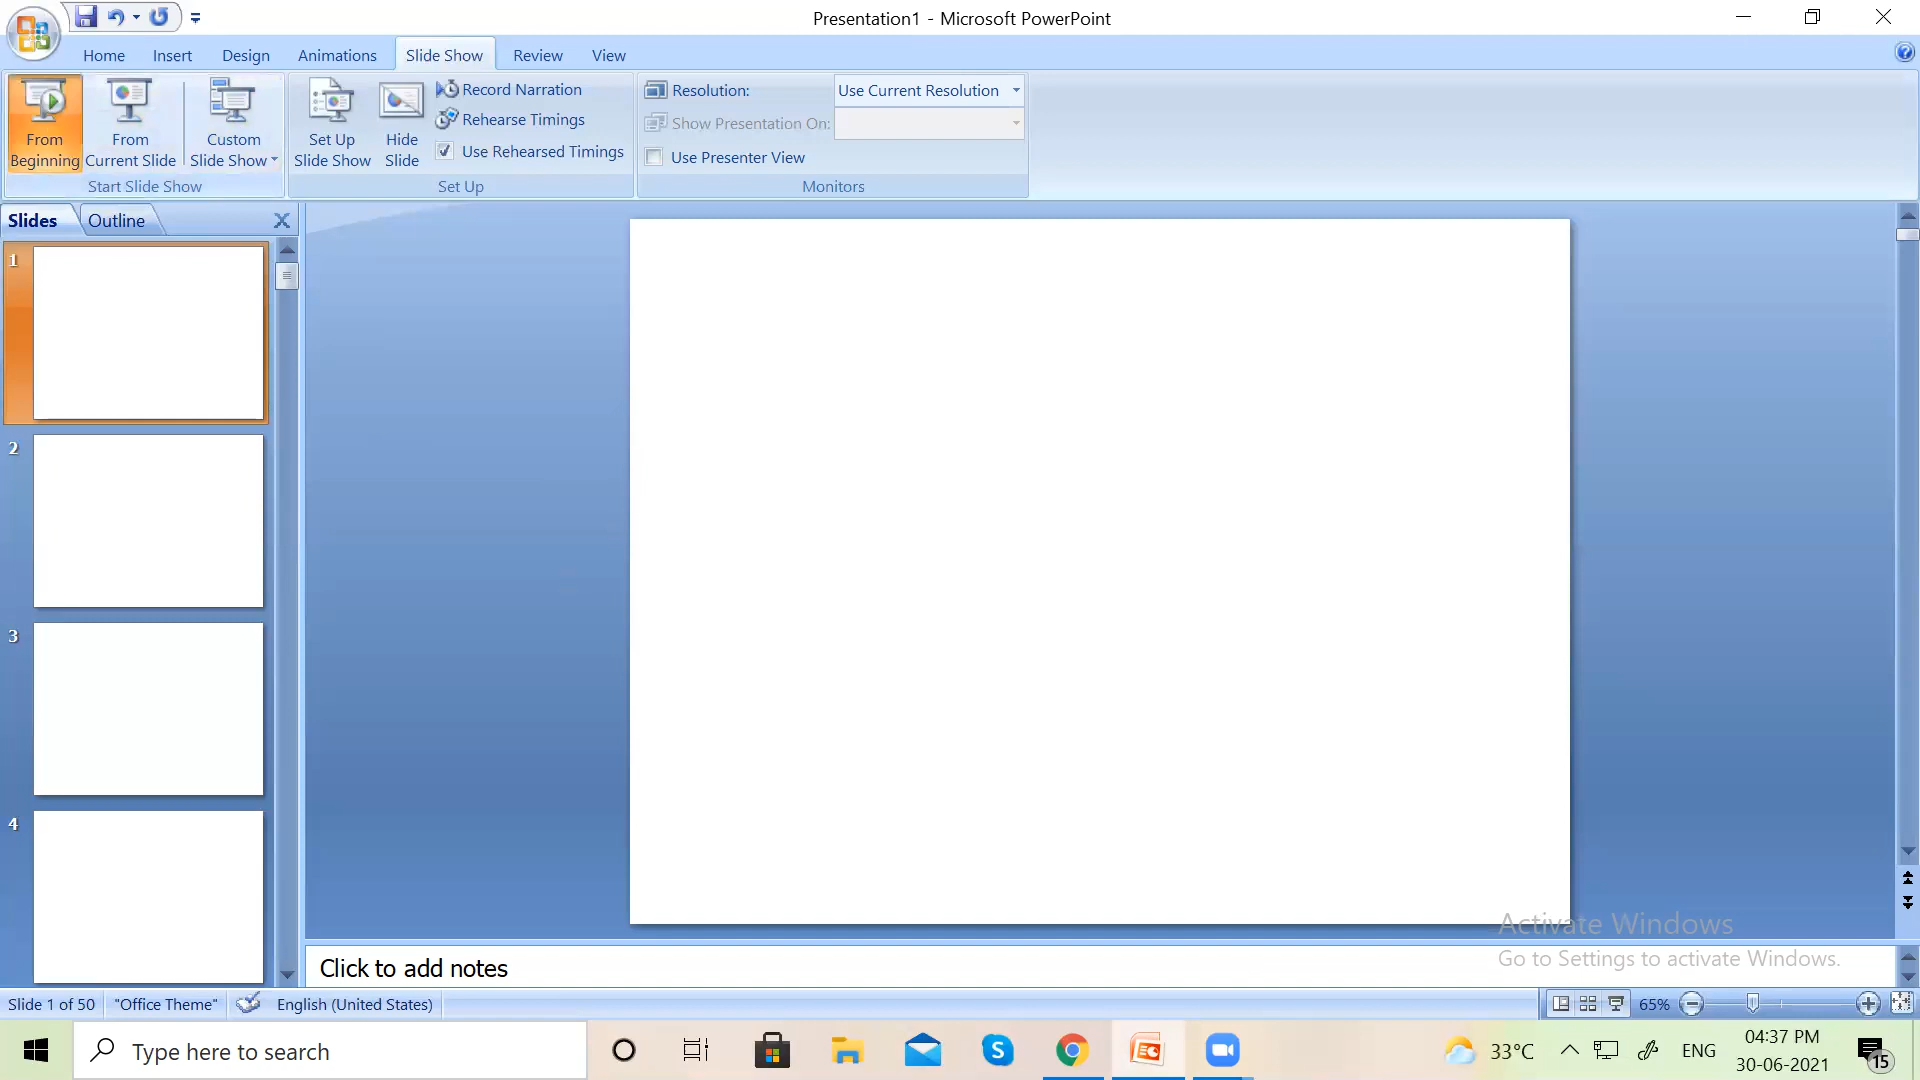 Presentation1 - Microsoft PowerPoint
Home Insert Design Animations Slide Show Review View
From Beginning
From Current Slide
Custom Slide Show
Start Slide Show
Set Up Slide Show
Hide Slide
Record Narration
Rehearse Timings
Use Rehearsed Timings
Set Up
Resolution: Use Current Resolution
Show Presentation On:
Use Presenter View
Monitors
Slides Outline
1
2
3
4
Click to add notes
Activate Windows
Go to Settings to activate Windows.
Slide 1 of 50 "Office Theme" English (United States) 65%
Type here to search
33°C ENG
04:37 PM
30-06-2021
15